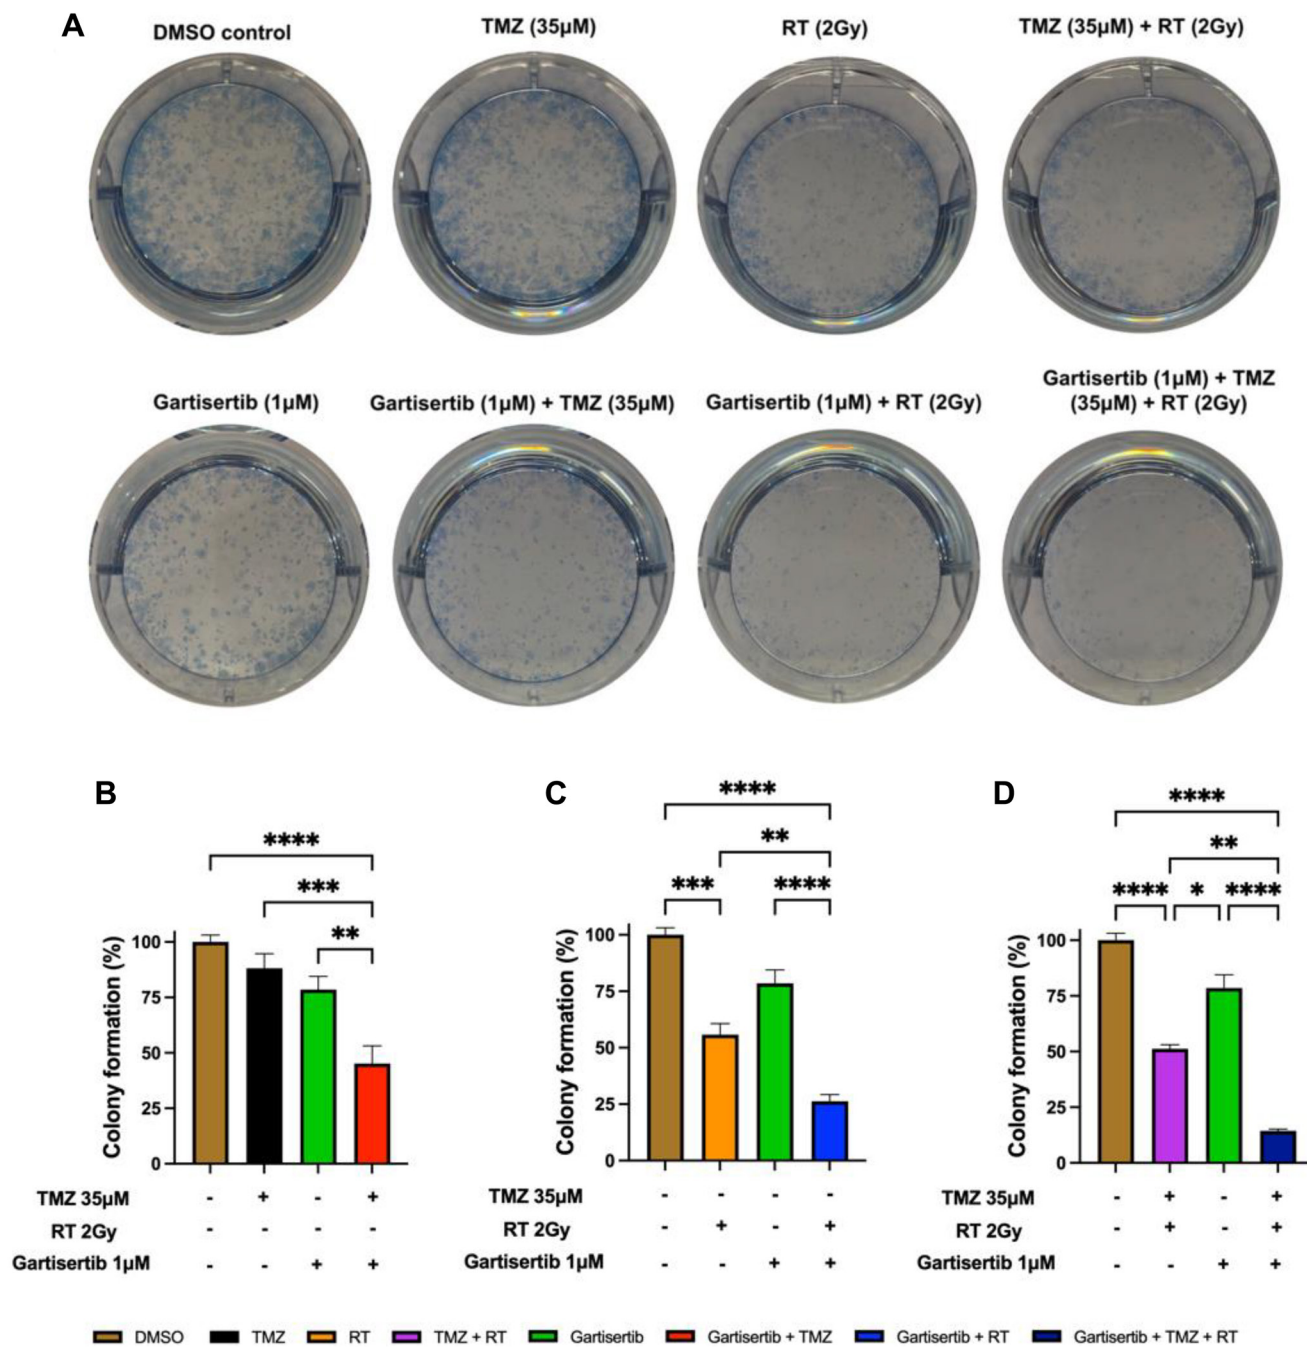 A
DMSO control
TMZ (35µM)
RT (2Gy)
TMZ (35µM) + RT (2Gy)
Gartisertib (1µM)
Gartisertib (1µM) + TMZ (35µM)
Gartisertib (1µM) + RT (2Gy)
Gartisertib (1µM) + TMZ
(35µM) + RT (2Gy)
B
****
***
**
Colony formation (%)
100
75
50
25
0
TMZ 35µM - + - +
RT 2Gy - - - -
Gartisertib 1µM - - + +
C
****
**
*** ****
Colony formation (%)
100
75
50
25
0
TMZ 35µM - - - -
RT 2Gy - + - +
Gartisertib 1µM - - + +
D
****
**
**** * ****
Colony formation (%)
100
75
50
25
0
TMZ 35µM - + - +
RT 2Gy - + - +
Gartisertib 1µM - - + +
DMSO TMZ RT TMZ + RT Gartisertib Gartisertib + TMZ Gartisertib + RT Gartisertib + TMZ + RT